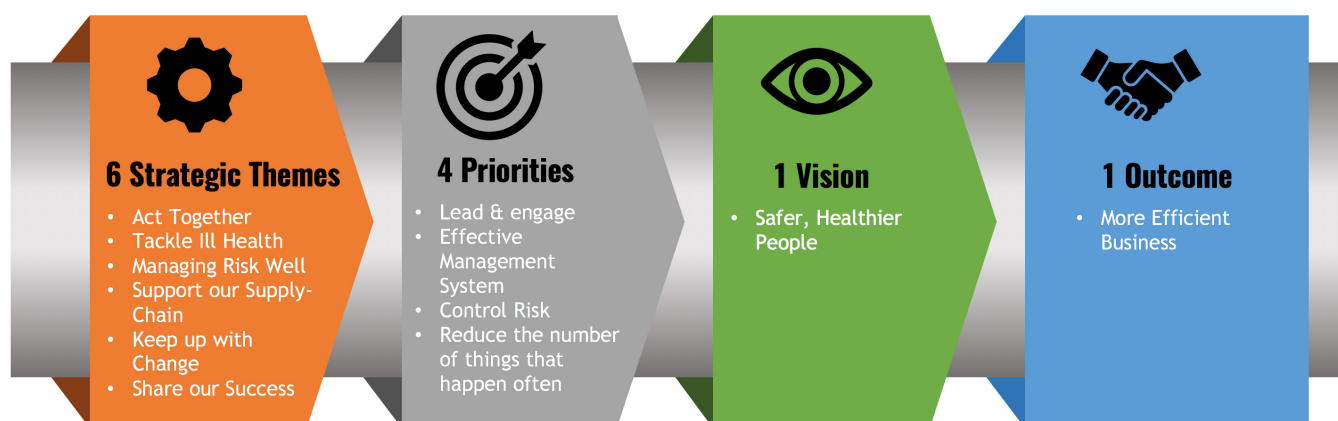 6 Strategic Themes
• Act Together
• Tackle Ill Health
• Managing Risk Well
• Support our Supply-
Chain
• Keep up with
Change
• Share our Success
4 Priorities
• Lead & engage
• Effective
Management
System
• Control Risk
• Reduce the number
of things that
happen often
1 Vision
• Safer, Healthier
People
1 Outcome
• More Efficient
Business